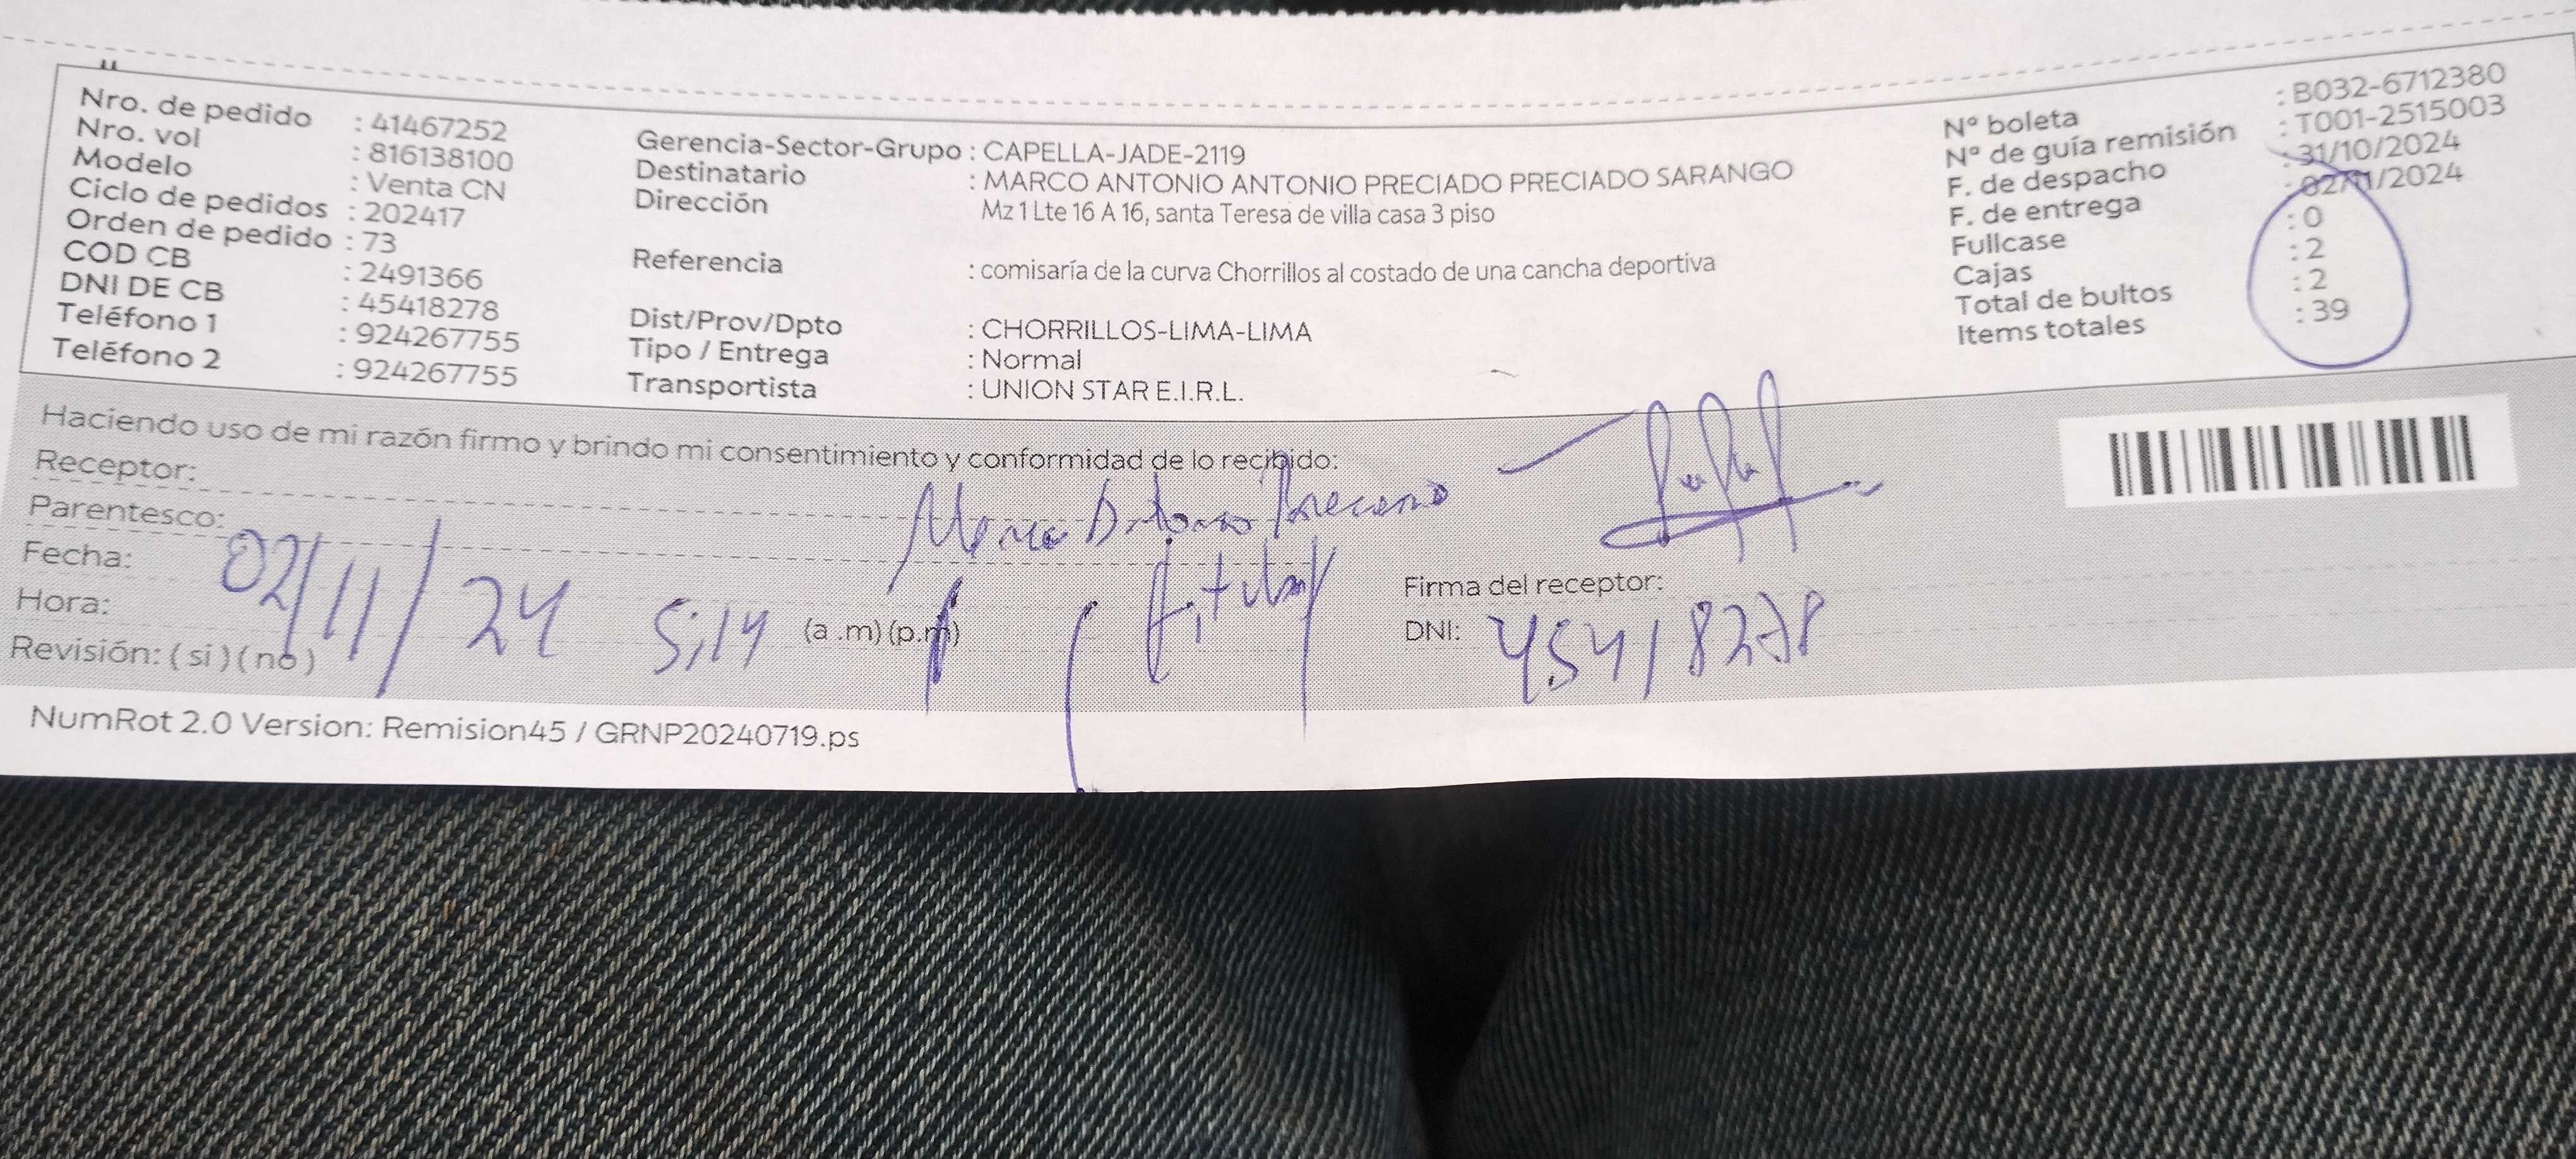 Nro. de pedido : 41467252
Nro. vol : 816138100
Modelo : Venta CN
Ciclo de pedidos : 202417
Orden de pedido : 73
COD CB : 2491366
DNI DE CB : 45418278
Teléfono 1 : 924267755
Teléfono 2 : 924267755
Gerencia-Sector-Grupo : CAPELLA-JADE-2119
Destinatario : MARCO ANTONIO ANTONIO PRECIADO PRECIADO SARANGO
Dirección Mz 1 Lte 16 A 16, santa Teresa de villa casa 3 piso
Referencia : comisaría de la curva Chorrillos al costado de una cancha deportiva
Dist/Prov/Dpto : CHORRILLOS-LIMA-LIMA
Tipo / Entrega : Normal
Transportista : UNION STAR E.I.R.L.
N° boleta : B032-6712380
N° de guía remisión : T001-2515003
F. de despacho : 31/10/2024
F. de entrega : 02/11/2024
Fullcase : 0
Cajas : 2
Total de bultos : 2
Items totales : 39
Haciendo uso de mi razón firmo y brindo mi consentimiento y conformidad de lo recibido:
Receptor: Marco Antonio
Parentesco: titular
Fecha: 02/11/24
Hora: 5:14 (a .m) (p.m)
Revisión: ( si ) ( no )
Firma del receptor:
DNI: 45418278
NumRot 2.0 Version: Remision45 / GRNP20240719.ps